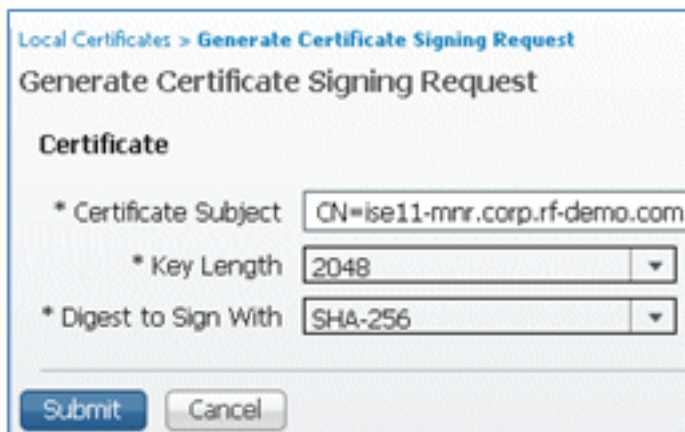 Local Certificates > Generate Certificate Signing Request
Generate Certificate Signing Request
Certificate
* Certificate Subject CN=ise11-mnr.corp.rf-demo.com
* Key Length 2048
* Digest to Sign With SHA-256
Submit Cancel